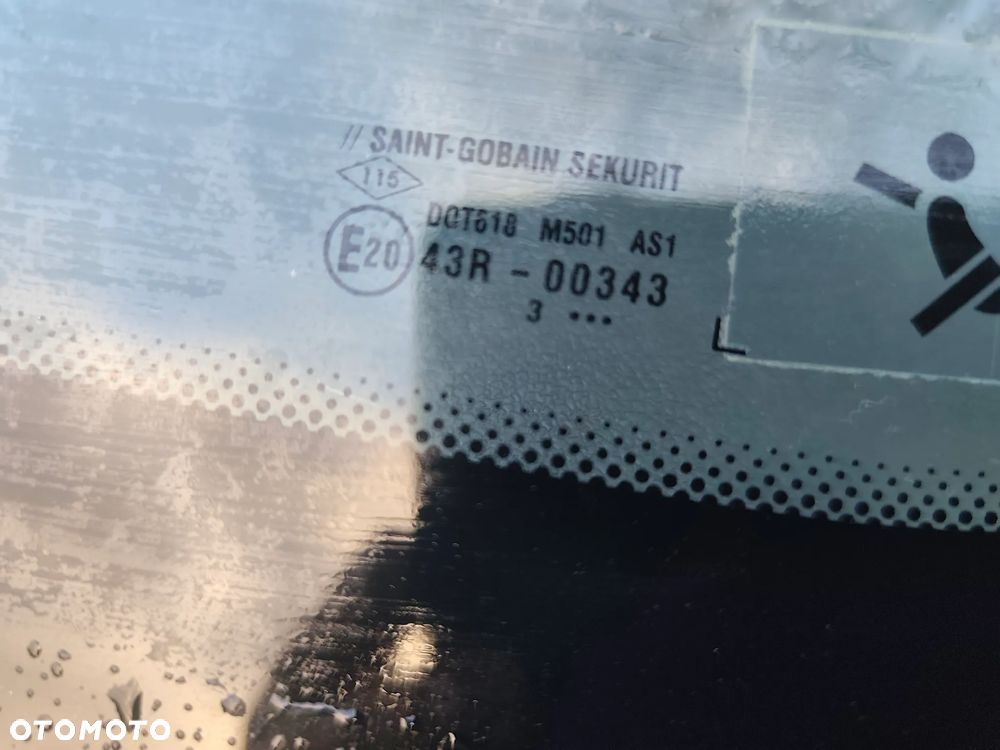 // SAINT-GOBAIN SEKURIT
115
DOT618 M501 AS1
E20 43R - 00343
3 •••
OTOMOTO